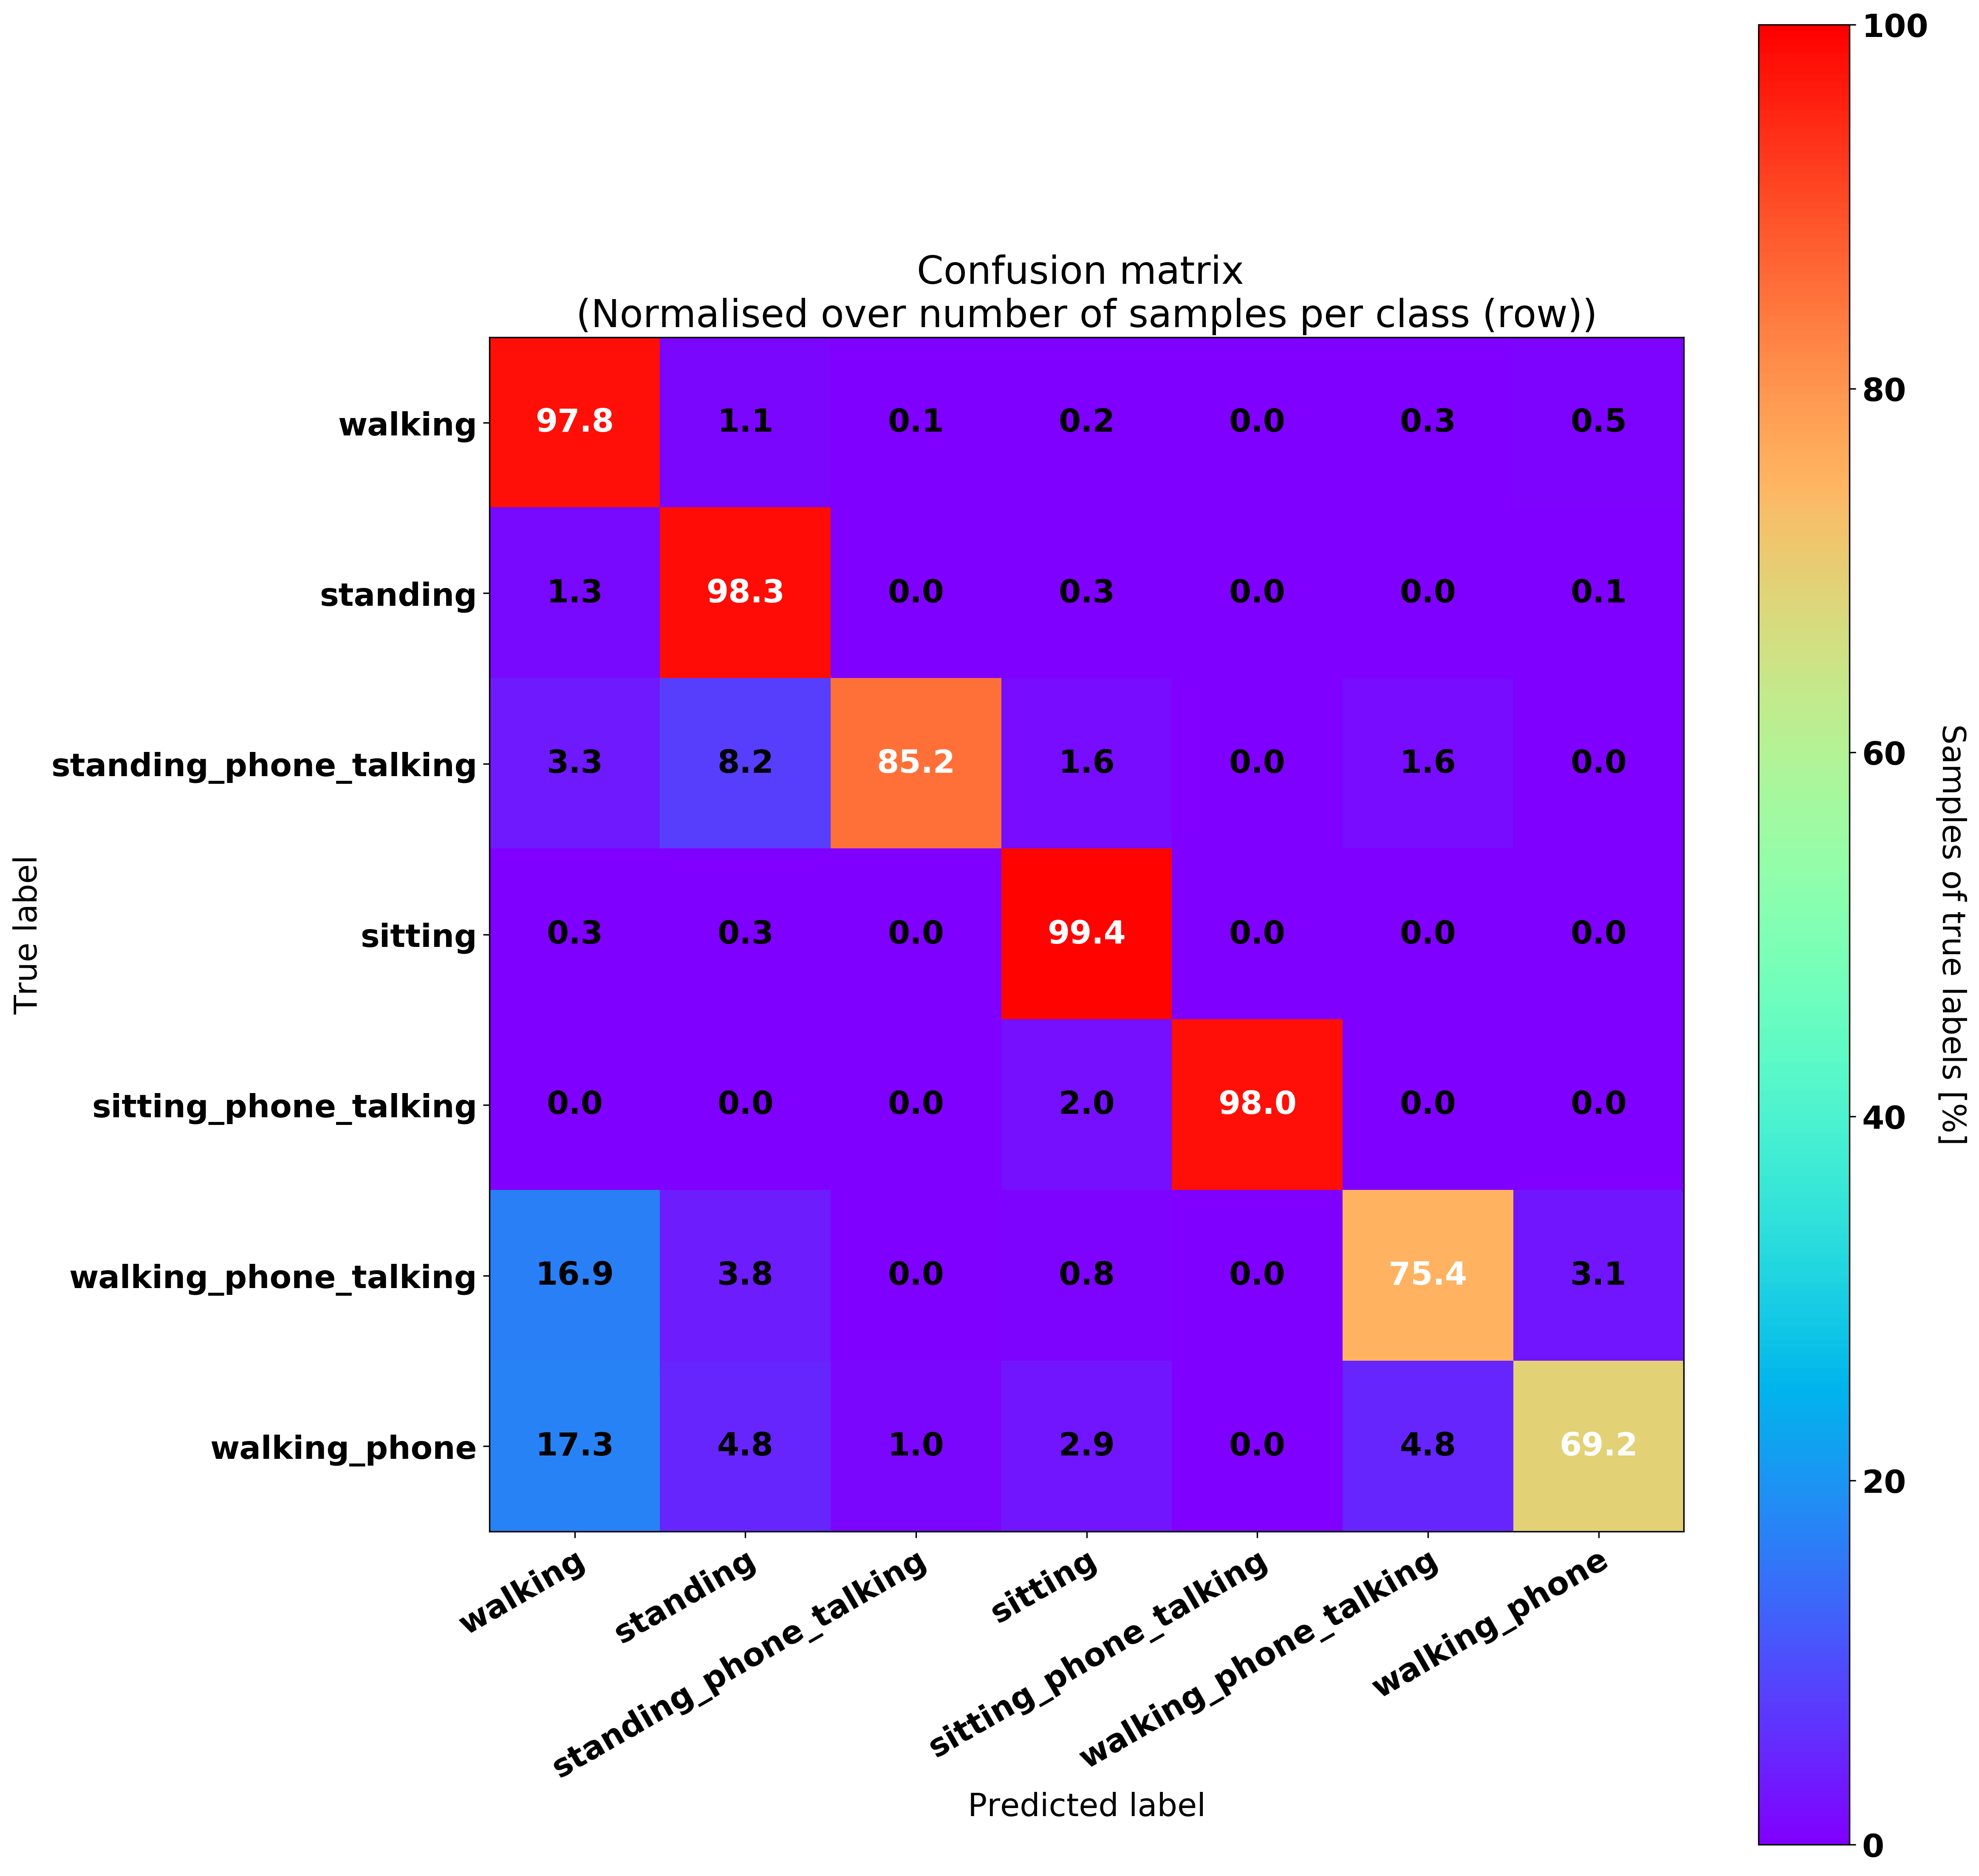 Confusion matrix
(Normalised over number of samples per class (row))
True label
walking 97.8 1.1 0.1 0.2 0.0 0.3 0.5
standing 1.3 98.3 0.0 0.3 0.0 0.0 0.1
standing_phone_talking 3.3 8.2 85.2 1.6 0.0 1.6 0.0
sitting 0.3 0.3 0.0 99.4 0.0 0.0 0.0
sitting_phone_talking 0.0 0.0 0.0 2.0 98.0 0.0 0.0
walking_phone_talking 16.9 3.8 0.0 0.8 0.0 75.4 3.1
walking_phone 17.3 4.8 1.0 2.9 0.0 4.8 69.2
walking
standing
standing_phone_talking
sitting
sitting_phone_talking
walking_phone_talking
walking_phone
Predicted label
100
80
60
40
20
0
Samples of true labels [%]